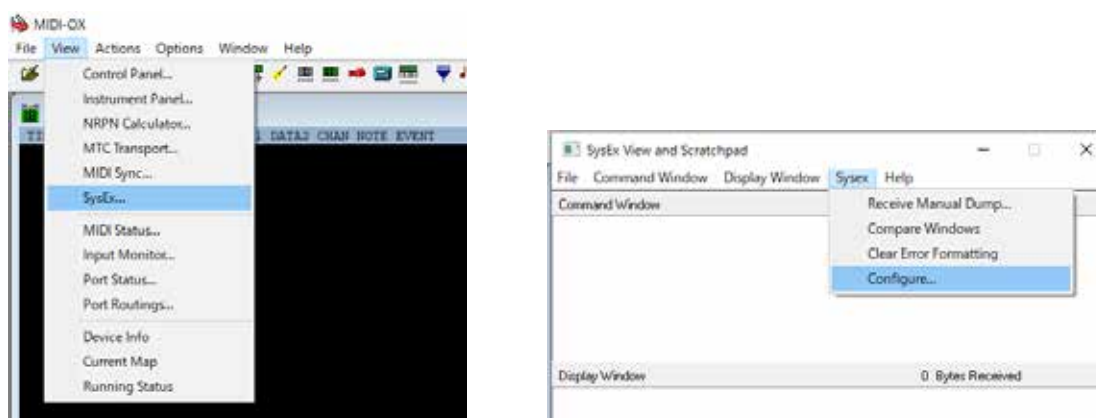 MIDI-OX
File View Actions Options Window Help
Control Panel...
Instrument Panel...
NRPN Calculator...
MTC Transport...
MIDI Sync...
SysEx...
MIDI Status...
Input Monitor...
Port Status...
Port Routings...
Device Info
Current Map
Running Status
DATA2 CHAN NOTE EVENT
SysEx View and Scratchpad
File Command Window Display Window Sysex Help
Command Window
Receive Manual Dump...
Compare Windows
Clear Error Formatting
Configure...
Display Window 0 Bytes Received